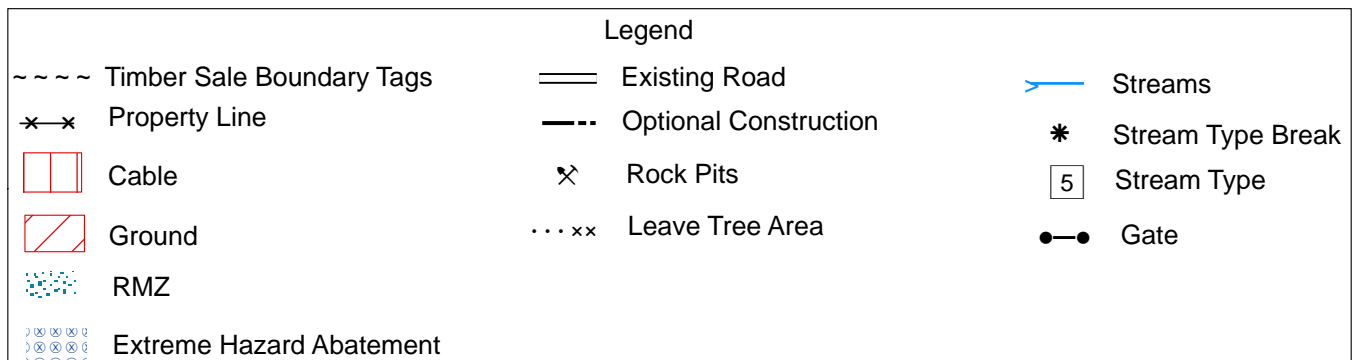 Legend
Timber Sale Boundary Tags
Property Line
Cable
Ground
RMZ
Extreme Hazard Abatement
Existing Road
Optional Construction
Rock Pits
Leave Tree Area
Streams
Stream Type Break
5 Stream Type
Gate